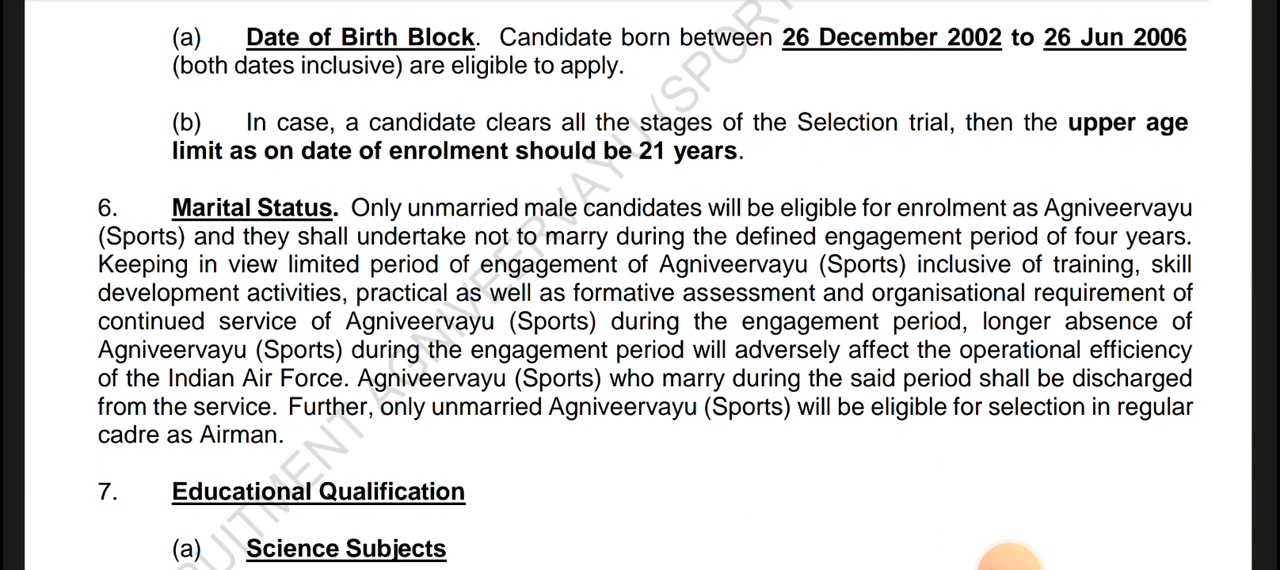 (a) Date of Birth Block. Candidate born between 26 December 2002 to 26 Jun 2006
(both dates inclusive) are eligible to apply.
(b) In case, a candidate clears all the stages of the Selection trial, then the upper age
limit as on date of enrolment should be 21 years.
6. Marital Status. Only unmarried male candidates will be eligible for enrolment as Agniveervayu
(Sports) and they shall undertake not to marry during the defined engagement period of four years.
Keeping in view limited period of engagement of Agniveervayu (Sports) inclusive of training, skill
development activities, practical as well as formative assessment and organisational requirement of
continued service of Agniveervayu (Sports) during the engagement period, longer absence of
Agniveervayu (Sports) during the engagement period will adversely affect the operational efficiency
of the Indian Air Force. Agniveervayu (Sports) who marry during the said period shall be discharged
from the service. Further, only unmarried Agniveervayu (Sports) will be eligible for selection in regular
cadre as Airman.
7. Educational Qualification
(a) Science Subjects
AGNIVEERVAYU